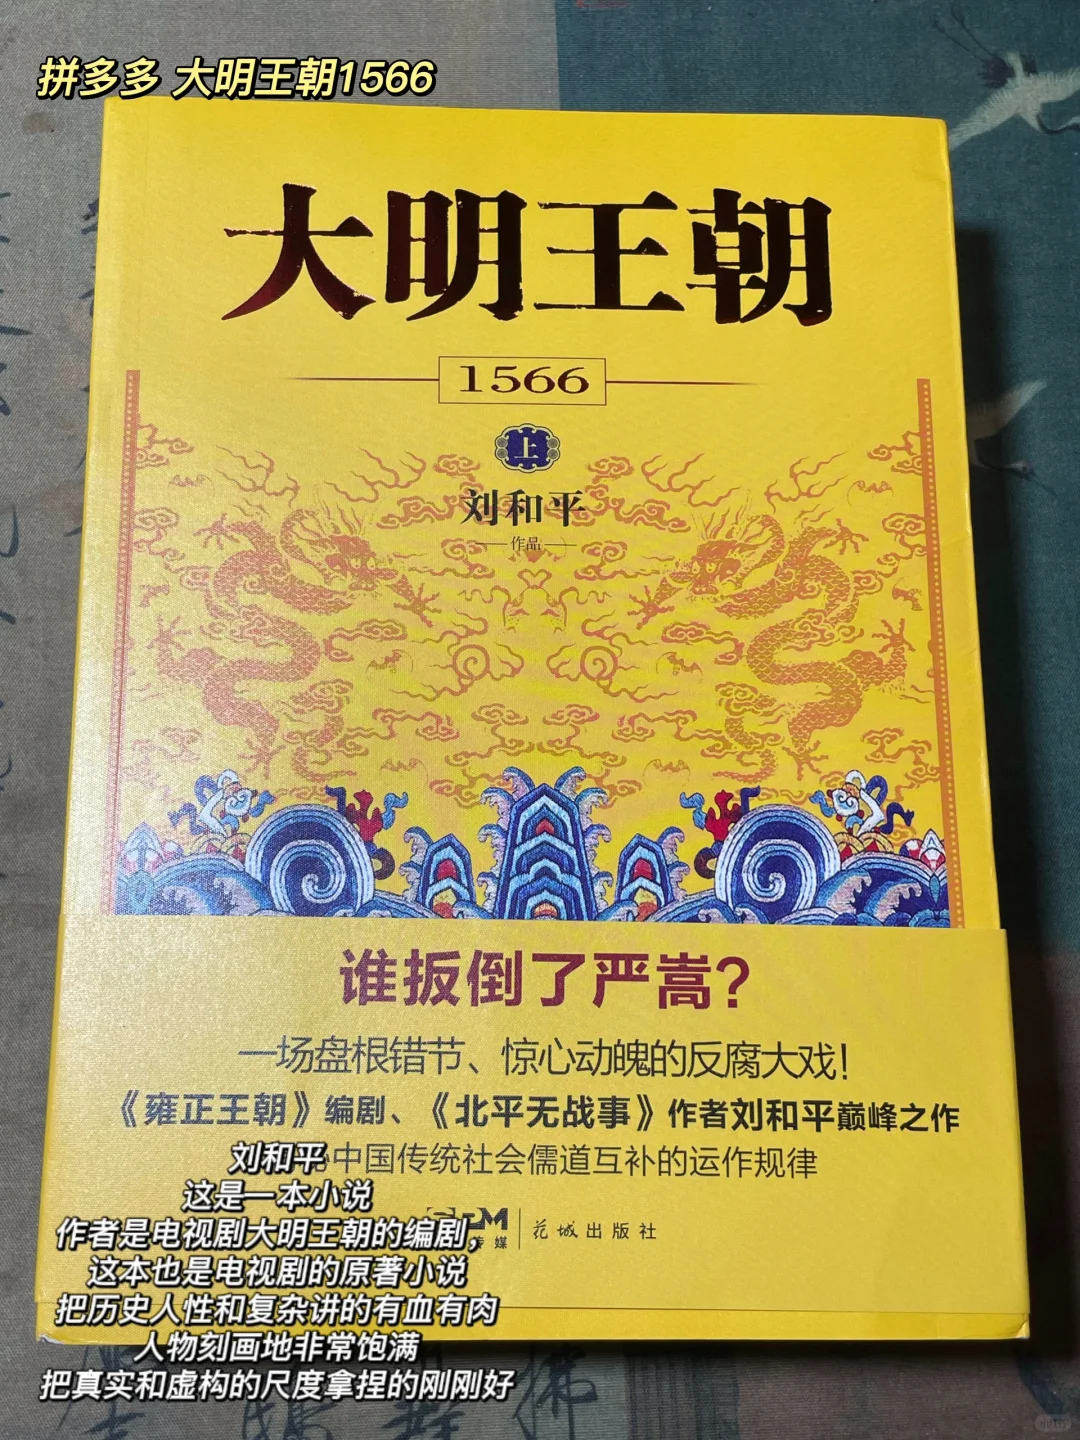 拼多多 大明王朝1566
大明王朝
1566
上
刘和平
作品
谁扳倒了严嵩？
一场盘根错节、惊心动魄的反腐大戏！
《雍正王朝》编剧、《北平无战事》作者刘和平巅峰之作
中国传统社会儒道互补的运作规律
传媒
花城出版社
刘和平
这是一本小说
作者是电视剧大明王朝的编剧，
这本也是电视剧的原著小说
把历史人性和复杂讲的有血有肉
人物刻画地非常饱满
把真实和虚构的尺度拿捏的刚刚好